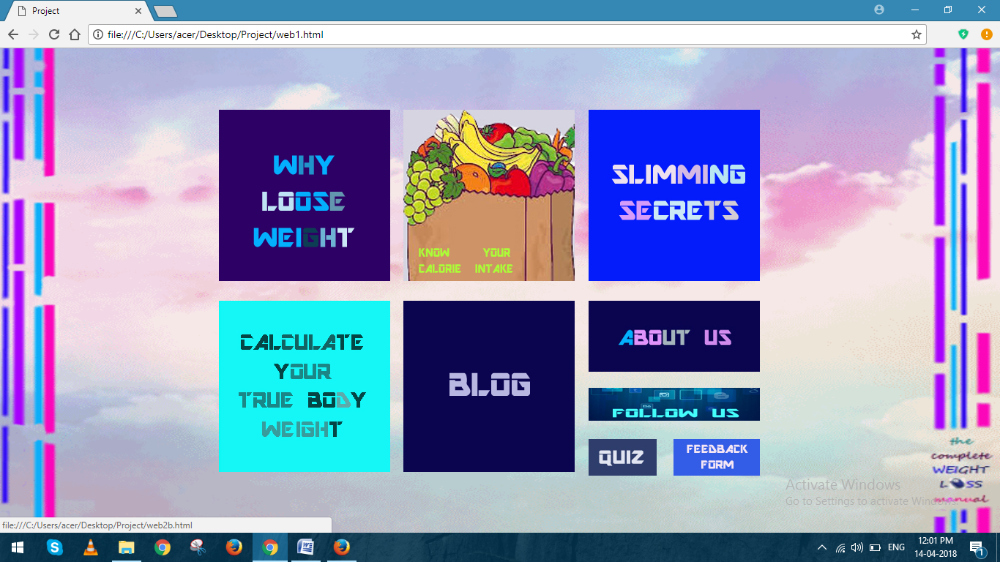 Project
file:///C:/Users/acer/Desktop/Project/web1.html
WHY
LOOSE
WEIGHT
KNOW YOUR
CALORIE INTAKE
SLIMMING
SECRETS
CALCULATE
YOUR
TRUE BODY
WEIGHT
BLOG
ABOUT US
FOLLOW US
QUIZ
FEEDBACK
FORM
the
complete
WEIGHT
LOSS
manual
Activate Windows
Go to Settings to activate Windows.
file:///C:/Users/acer/Desktop/Project/web2b.html
ENG
12:01 PM
14-04-2018
1